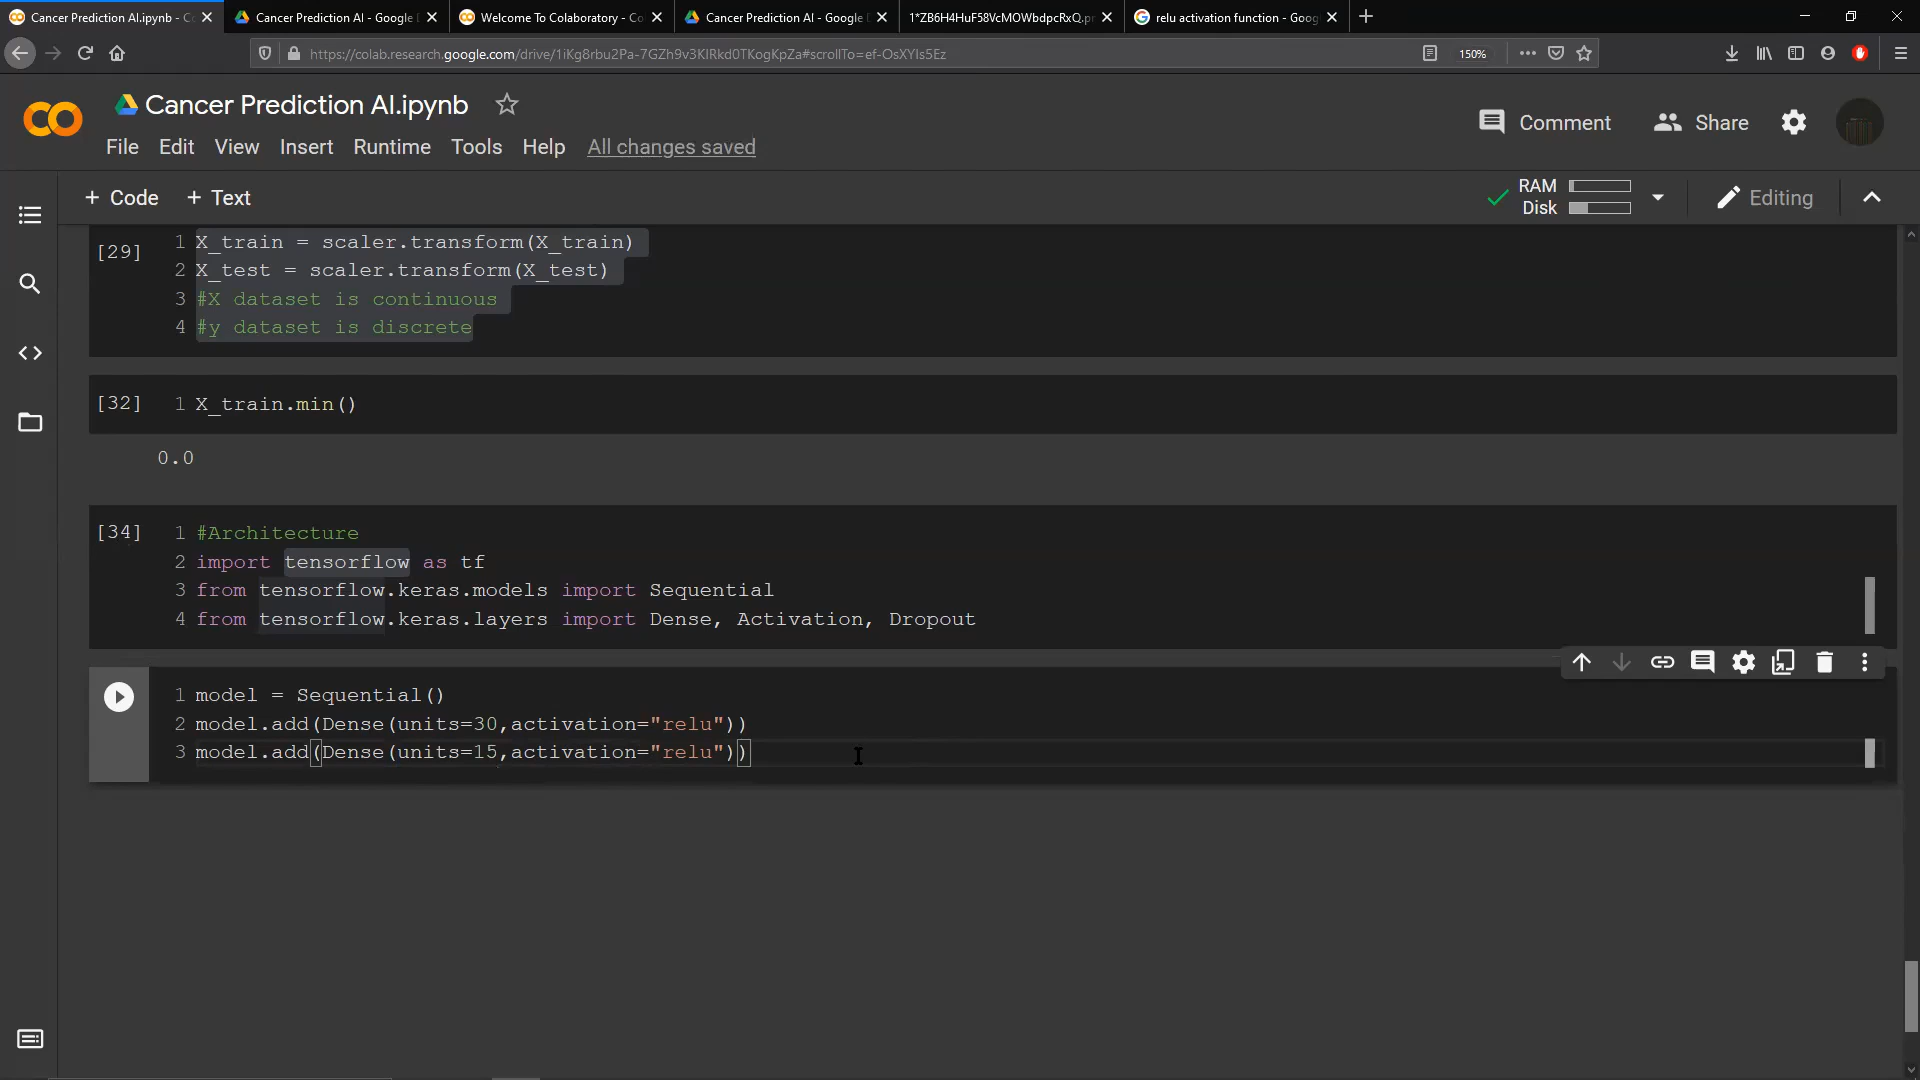 Cancer Prediction AI.ipynb - Co
Cancer Prediction AI - Google D
Welcome To Colaboratory - Co
Cancer Prediction AI - Google D
1*ZB6H4HuF58VcMOWbdpcRxQ.pn
relu activation function - Goog
https://colab.research.google.com/drive/1iKg8rbu2Pa-7GZh9v3KlRkd0TKogKpZa#scrollTo=ef-OsXYIs5Ez
150%
CO
Cancer Prediction AI.ipynb
File Edit View Insert Runtime Tools Help All changes saved
Comment
Share
+ Code + Text
RAM
Disk
Editing
[29]
1 X_train = scaler.transform(X_train)
2 X_test = scaler.transform(X_test)
3 #X dataset is continuous
4 #y dataset is discrete
[32] 1 X_train.min()
0.0
[34] 1 #Architecture
2 import tensorflow as tf
3 from tensorflow.keras.models import Sequential
4 from tensorflow.keras.layers import Dense, Activation, Dropout
1 model = Sequential()
2 model.add(Dense(units=30,activation="relu"))
3 model.add(Dense(units=15,activation="relu"))